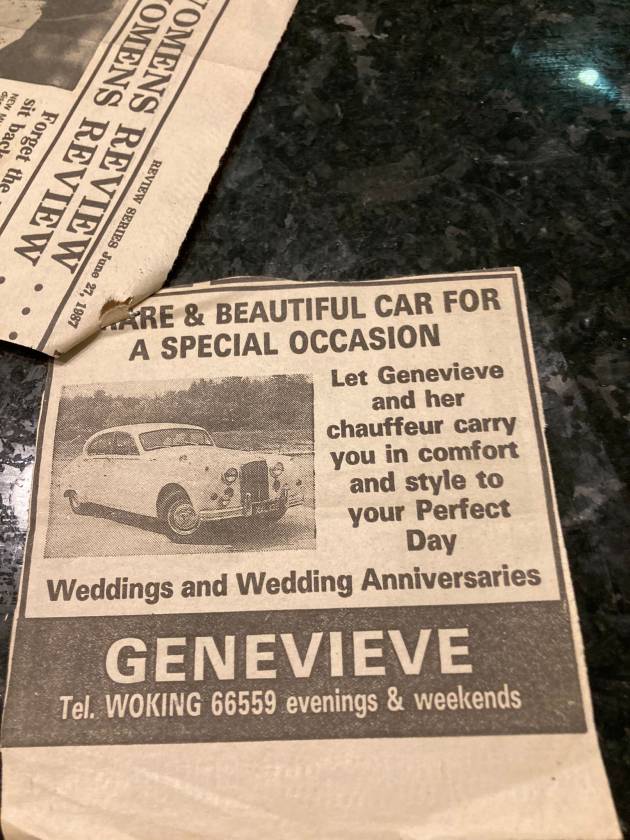 WOMENS REVIEW
WOMENS REVIEW
REVIEW SERIES June 27, 1987
Forget the
sit back
NEW
& BEAUTIFUL CAR FOR
A SPECIAL OCCASION
Let Genevieve
and her
chauffeur carry
you in comfort
and style to
your Perfect
Day
Weddings and Wedding Anniversaries
GENEVIEVE
Tel. WOKING 66559 evenings & weekends